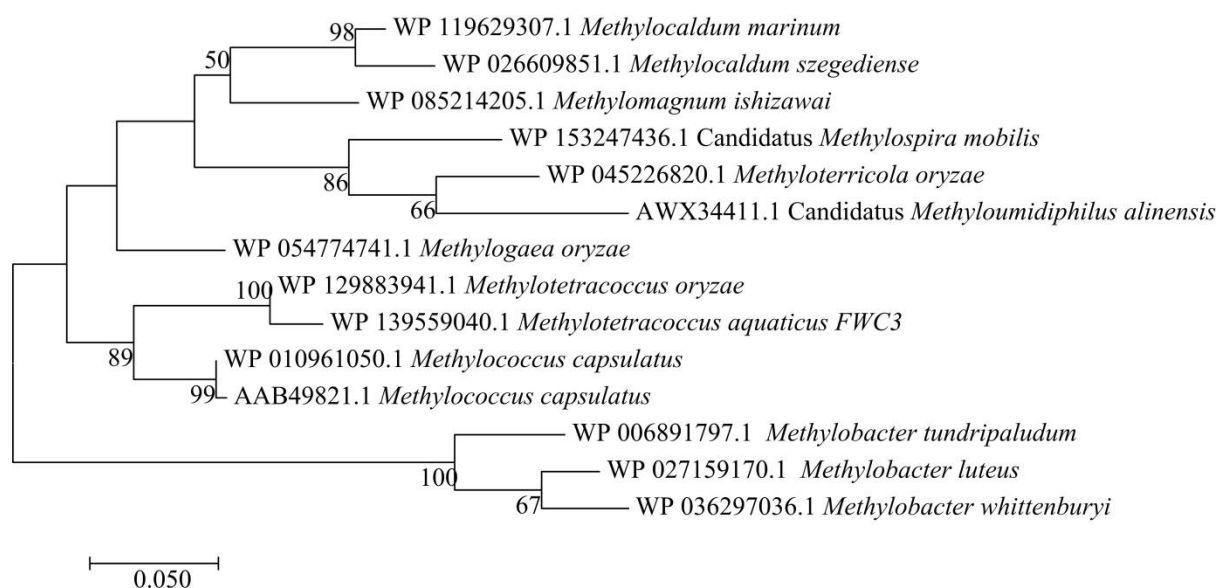 98 WP 119629307.1 Methylocaldum marinum
50 WP 026609851.1 Methylocaldum szegediense
WP 085214205.1 Methylomagnum ishizawai
WP 153247436.1 Candidatus Methylospira mobilis
86 WP 045226820.1 Methyloterricola oryzae
66 AWX34411.1 Candidatus Methyloumidiphilus alinensis
WP 054774741.1 Methylogaea oryzae
100 WP 129883941.1 Methylotetracoccus oryzae
WP 139559040.1 Methylotetracoccus aquaticus FWC3
89 WP 010961050.1 Methylococcus capsulatus
99 AAB49821.1 Methylococcus capsulatus
WP 006891797.1 Methylobacter tundripaludum
100 WP 027159170.1 Methylobacter luteus
67 WP 036297036.1 Methylobacter whittenburyi
0.050